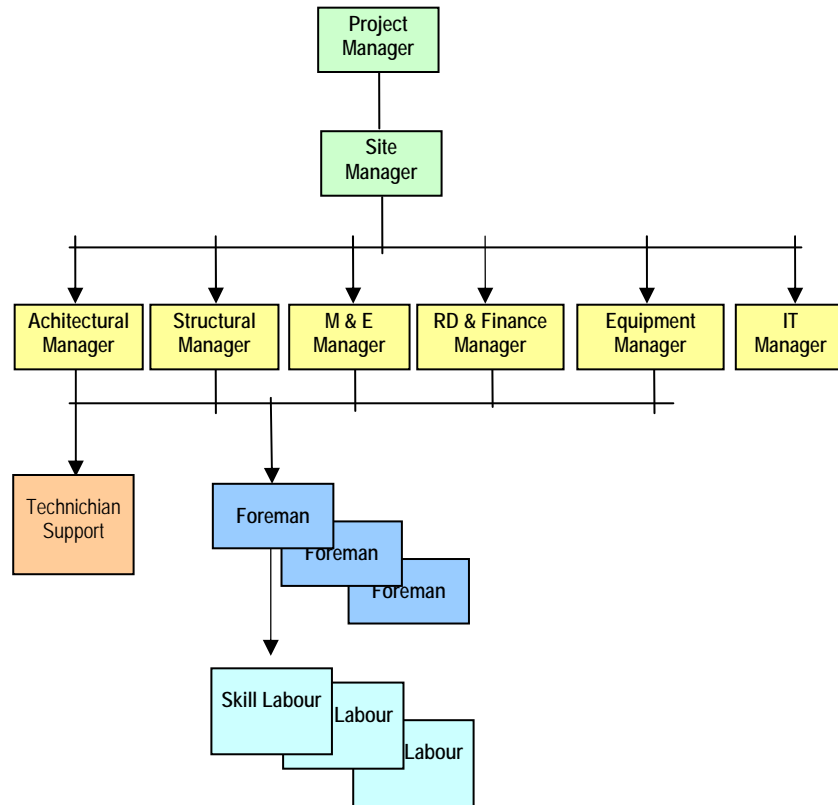 Project
Manager
Site
Manager
Achitectural
Manager
Structural
Manager
M & E
Manager
RD & Finance
Manager
Equipment
Manager
IT
Manager
Technichian
Support
Foreman
Foreman
Foreman
Skill Labour
Labour
Labour